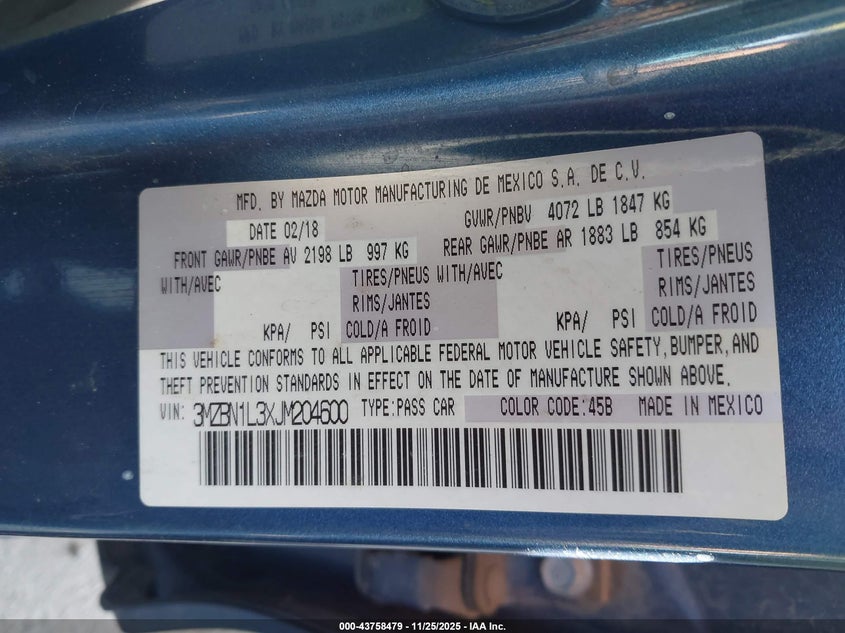 MFD. BY MAZDA MOTOR MANUFACTURING DE MEXICO S.A. DE C.V.
DATE 02/18 GVWR/PNBV 4072 LB 1847 KG
FRONT GAWR/PNBE AV 2198 LB 997 KG REAR GAWR/PNBE AR 1883 LB 854 KG
WITH/AVEC TIRES/PNEUS WITH/AVEC TIRES/PNEUS
RIMS/JANTES RIMS/JANTES
KPA/ PSI COLD/A FROID KPA/ PSI COLD/A FROID
THIS VEHICLE CONFORMS TO ALL APPLICABLE FEDERAL MOTOR VEHICLE SAFETY, BUMPER, AND
THEFT PREVENTION STANDARDS IN EFFECT ON THE DATE OF MANUFACTURE SHOWN ABOVE.
VIN: 3MZBN1L3XJM204600 TYPE:PASS CAR COLOR CODE:45B MADE IN MEXICO
000-43758479 - 11/25/2025 - IAA Inc.